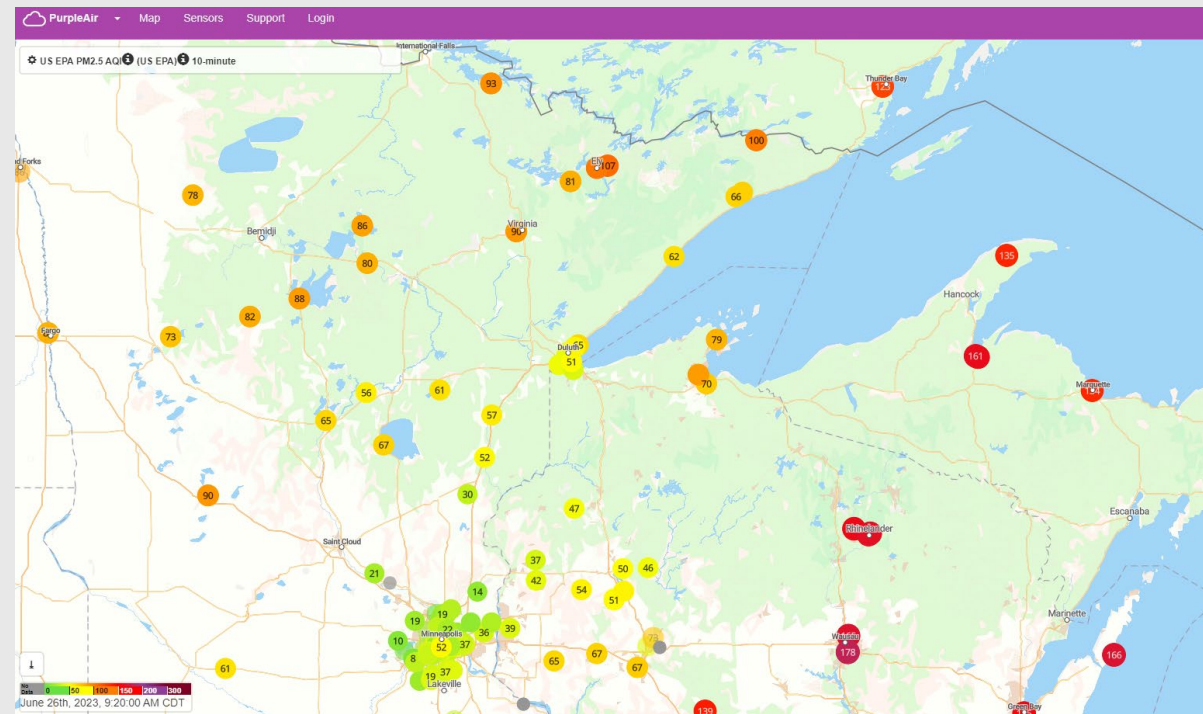 PurpleAir Map Sensors Support Login
US EPA PM2.5 AQI (US EPA) 10-minute
International Falls
93
Thunder Bay
100
107
81
78
66
86
Bemidji
Virginia
90
62
135
80
88
Hancock
82
Fargo
73
79
Duluth
51
161
70
Marquette
56
61
65
57
67
52
90
30
47
Escanaba
Rhinelander
Saint Cloud
37
21
50
46
42
54
14
51
19
19
Marinette
22
39
36
Minneapolis
10
37
52
73
Wausau
178
67
65
8
67
61
166
37
19
Lakeville
No Data 0 50 100 150 200 300
139
Green Bay
June 26th, 2023, 9:20:00 AM CDT